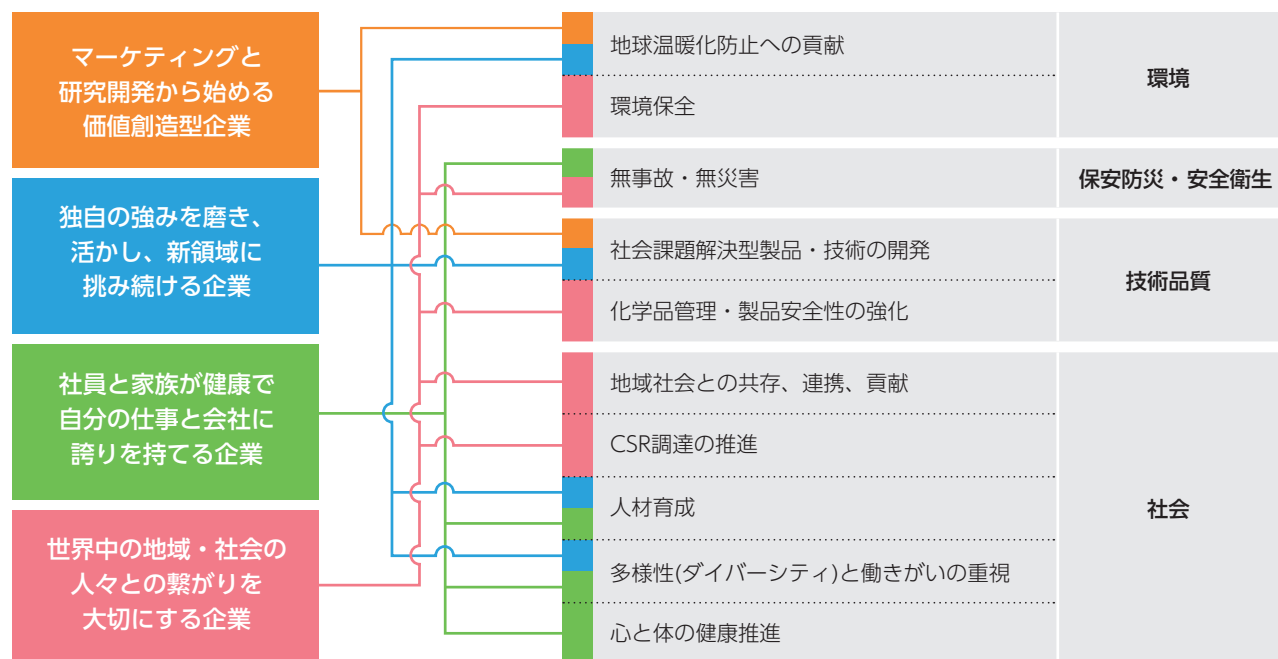 マーケティングと
研究開発から始める
価値創造型企業
独自の強みを磨き、
活かし、新領域に
挑み続ける企業
社員と家族が健康で
自分の仕事と会社に
誇りを持てる企業
世界中の地域・社会の
人々との繋がりを
大切にする企業
地球温暖化防止への貢献
環境保全
環境
無事故・無災害
保安防災・安全衛生
社会課題解決型製品・技術の開発
化学品管理・製品安全性の強化
技術品質
地域社会との共存、連携、貢献
CSR調達の推進
人材育成
多様性(ダイバーシティ)と働きがいの重視
心と体の健康推進
社会